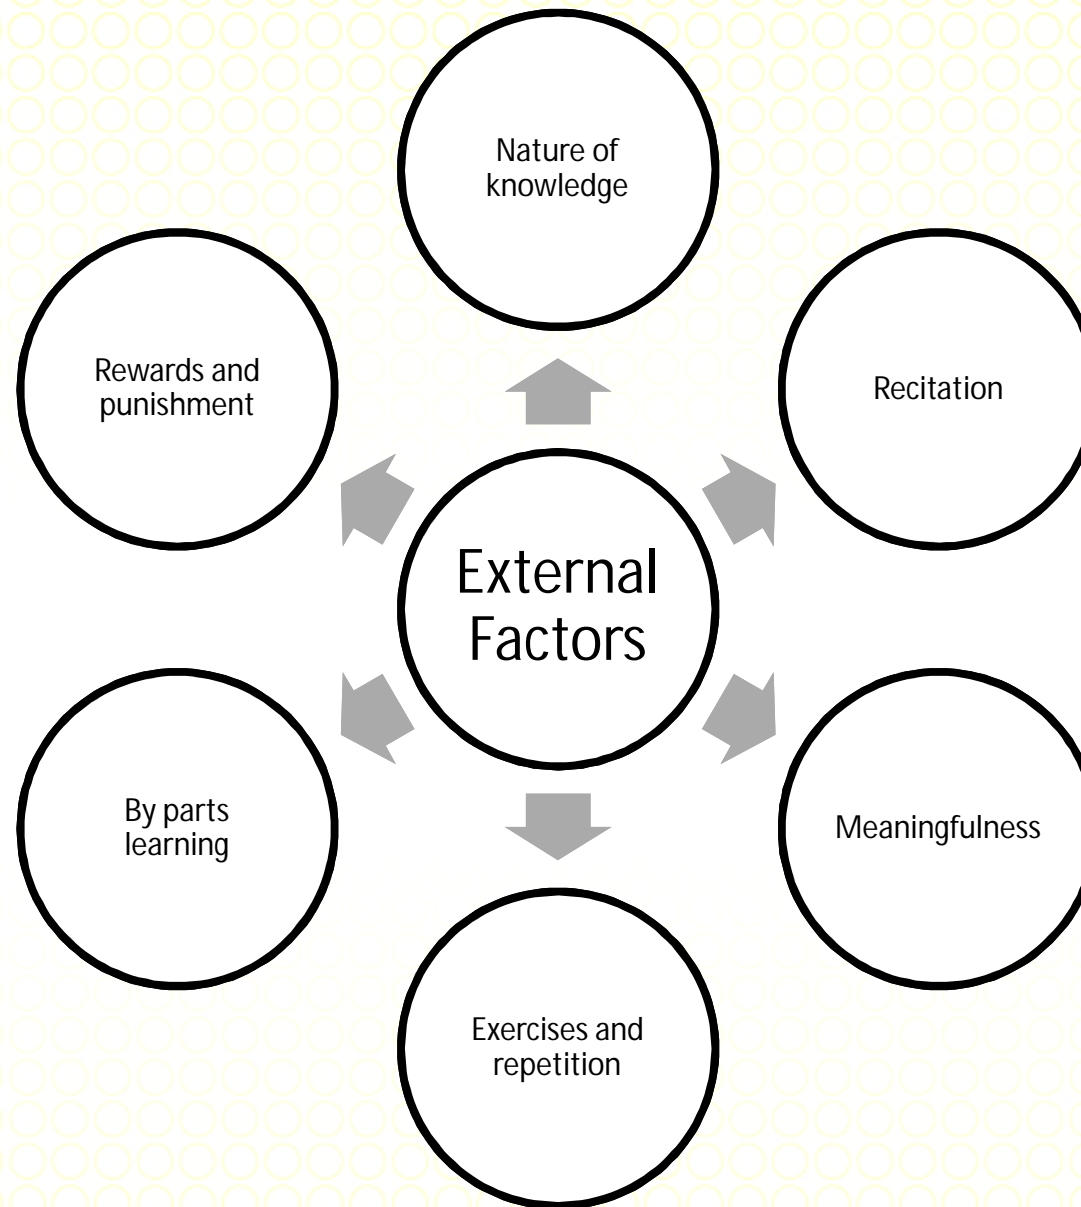 Nature of
knowledge
Rewards and
punishment
Recitation
External
Factors
By parts
learning
Meaningfulness
Exercises and
repetition